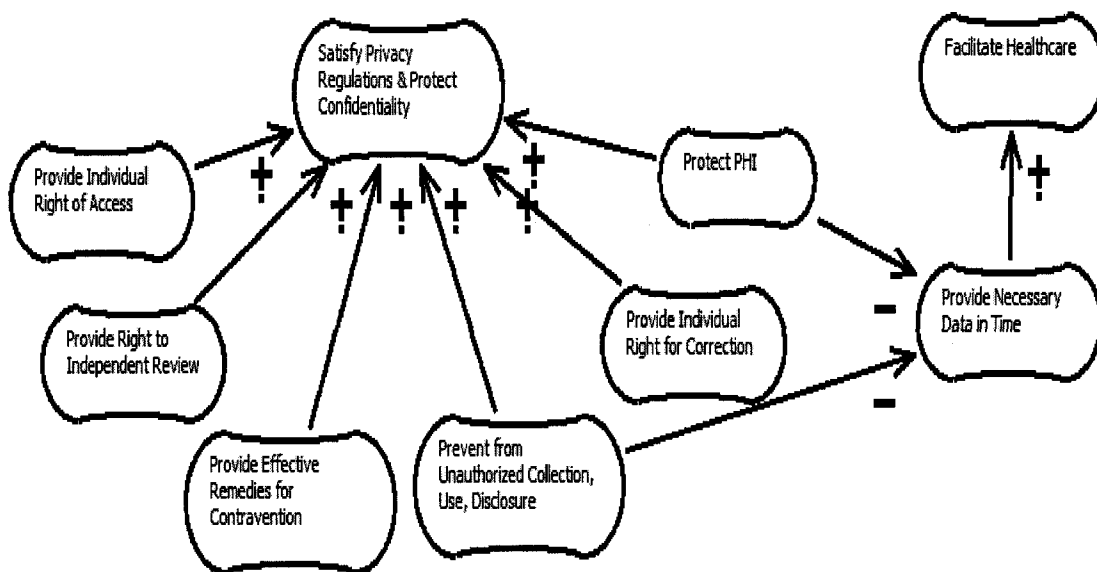 Satisfy Privacy
Regulations & Protect
Confidentiality
Facilitate Healthcare
Provide Individual
Right of Access
Protect PHI
Provide Right to
Independent Review
Provide Individual
Right for Correction
Provide Necessary
Data in Time
Provide Effective
Remedies for
Contravention
Prevent from
Unauthorized Collection,
Use, Disclosure